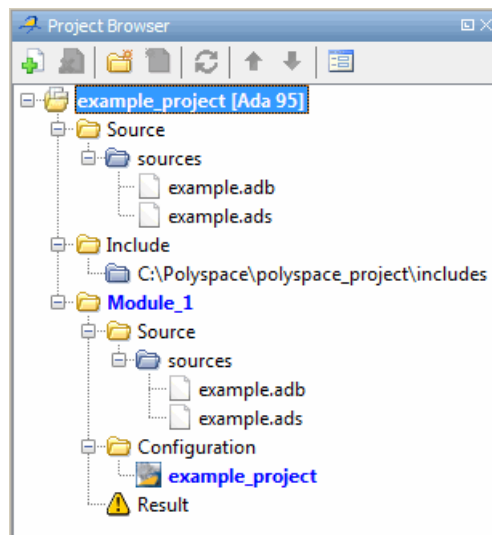 Project Browser
example_project [Ada 95]
Source
sources
example.adb
example.ads
Include
C:\Polyspace\polyspace_project\includes
Module_1
Source
sources
example.adb
example.ads
Configuration
example_project
Result